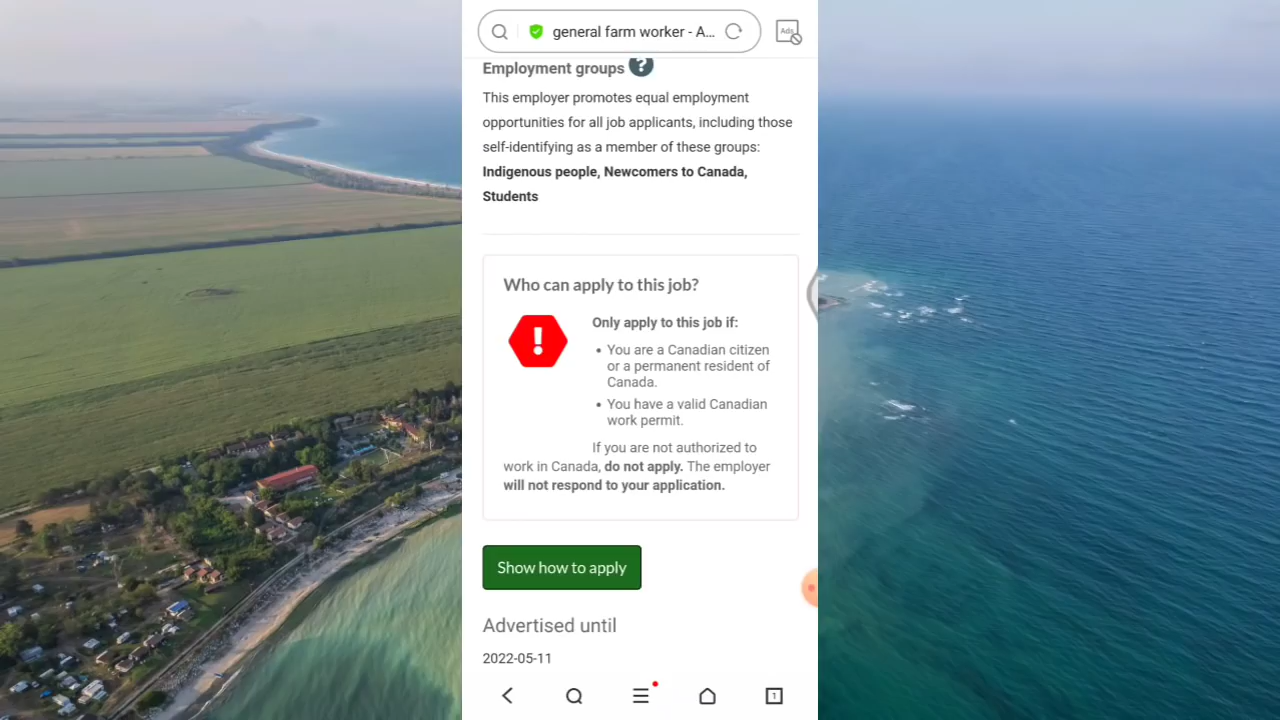 general farm worker - A...
Ads
Employment groups ?
This employer promotes equal employment
opportunities for all job applicants, including those
self-identifying as a member of these groups:
Indigenous people, Newcomers to Canada,
Students
Who can apply to this job?
!
Only apply to this job if:
• You are a Canadian citizen
or a permanent resident of
Canada.
• You have a valid Canadian
work permit.
If you are not authorized to
work in Canada, do not apply. The employer
will not respond to your application.
Show how to apply
Advertised until
2022-05-11
1